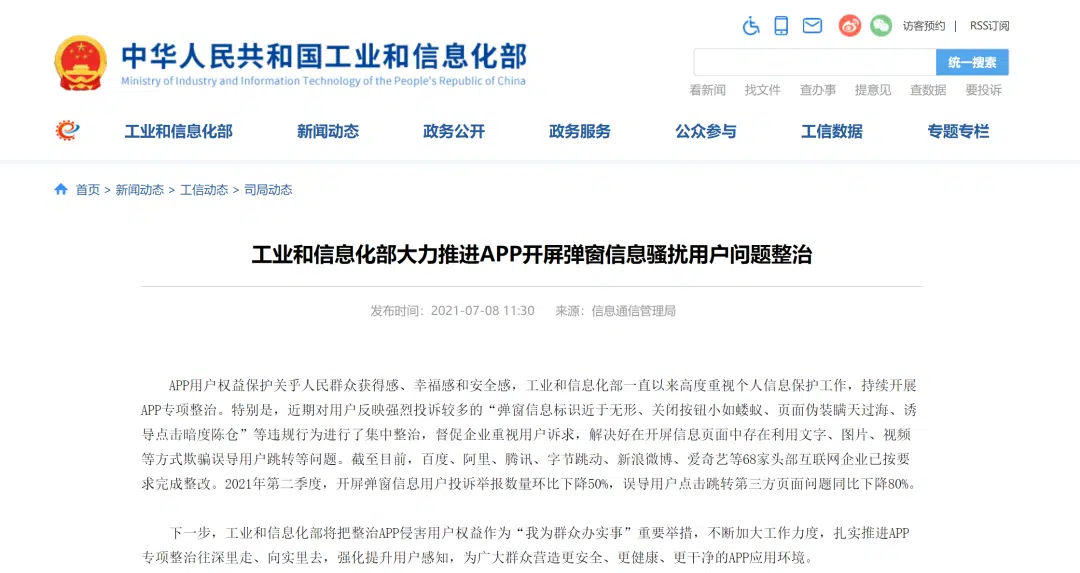 访客预约 | RSS订阅
中华人民共和国工业和信息化部
Ministry of Industry and Information Technology of the People's Republic of China
统一搜索
看新闻 找文件 查办事 提意见 查数据 要投诉
工业和信息化部 新闻动态 政务公开 政务服务 公众参与 工信数据 专题专栏
首页 > 新闻动态 > 工信动态 > 司局动态
工业和信息化部大力推进APP开屏弹窗信息骚扰用户问题整治
发布时间：2021-07-08 11:30 来源：信息通信管理局
APP用户权益保护关乎人民群众获得感、幸福感和安全感，工业和信息化部一直以来高度重视个人信息保护工作，持续开展
APP专项整治。特别是，近期对用户反映强烈投诉较多的“弹窗信息标识近于无形、关闭按钮小如蝼蚁、页面伪装瞒天过海、诱
导点击暗度陈仓”等违规行为进行了集中整治，督促企业重视用户诉求，解决好在开屏信息页面中存在利用文字、图片、视频
等方式欺骗误导用户跳转等问题。截至目前，百度、阿里、腾讯、字节跳动、新浪微博、爱奇艺等68家头部互联网企业已按要
求完成整改。2021年第二季度，开屏弹窗信息用户投诉举报数量环比下降50%，误导用户点击跳转第三方页面问题同比下降80%。
下一步，工业和信息化部将把整治APP侵害用户权益作为“我为群众办实事”重要举措，不断加大工作力度，扎实推进APP
专项整治往深里走、向实里去，强化提升用户感知，为广大群众营造更安全、更健康、更干净的APP应用环境。